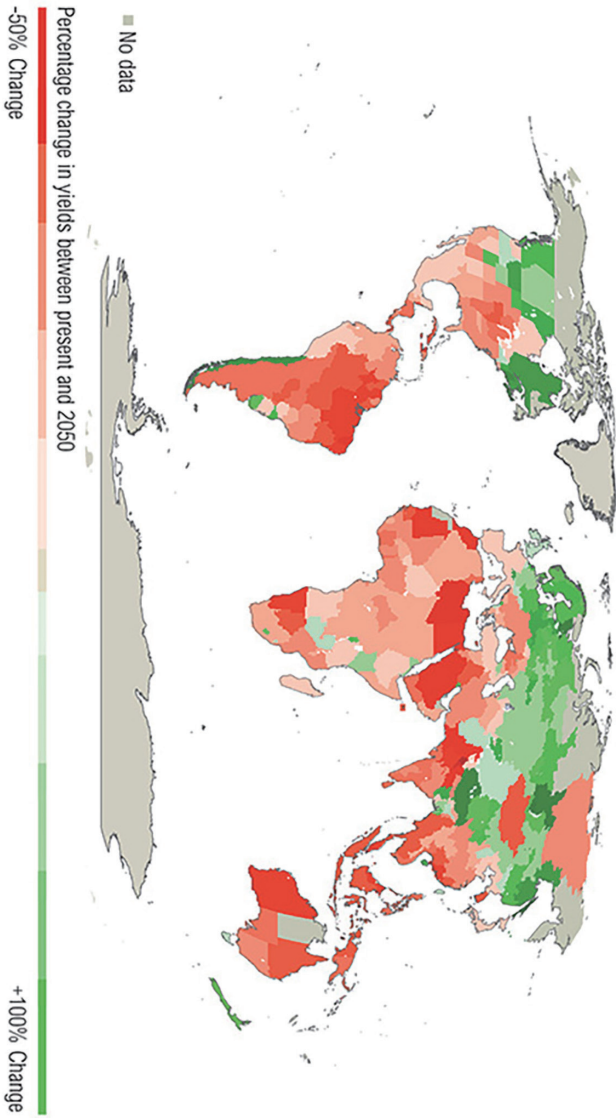 No data
Percentage change in yields between present and 2050
-50% Change
+100% Change